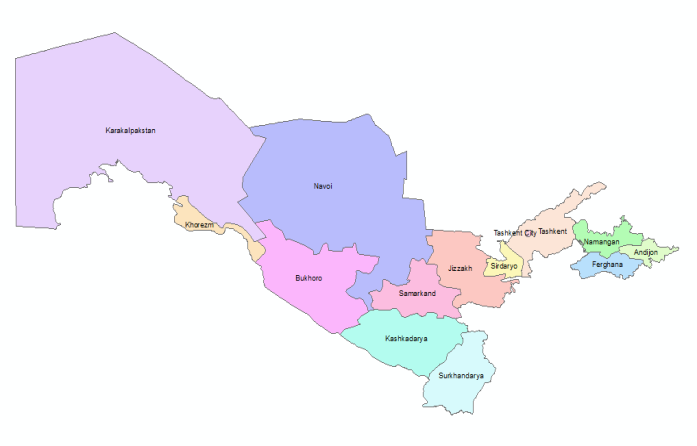 Karakalpakstan
Navoi
Khorezm
Tashkent City
Tashkent
Namangan
Andijon
Ferghana
Sirdaryo
Jizzakh
Bukhoro
Samarkand
Kashkadarya
Surkhandarya